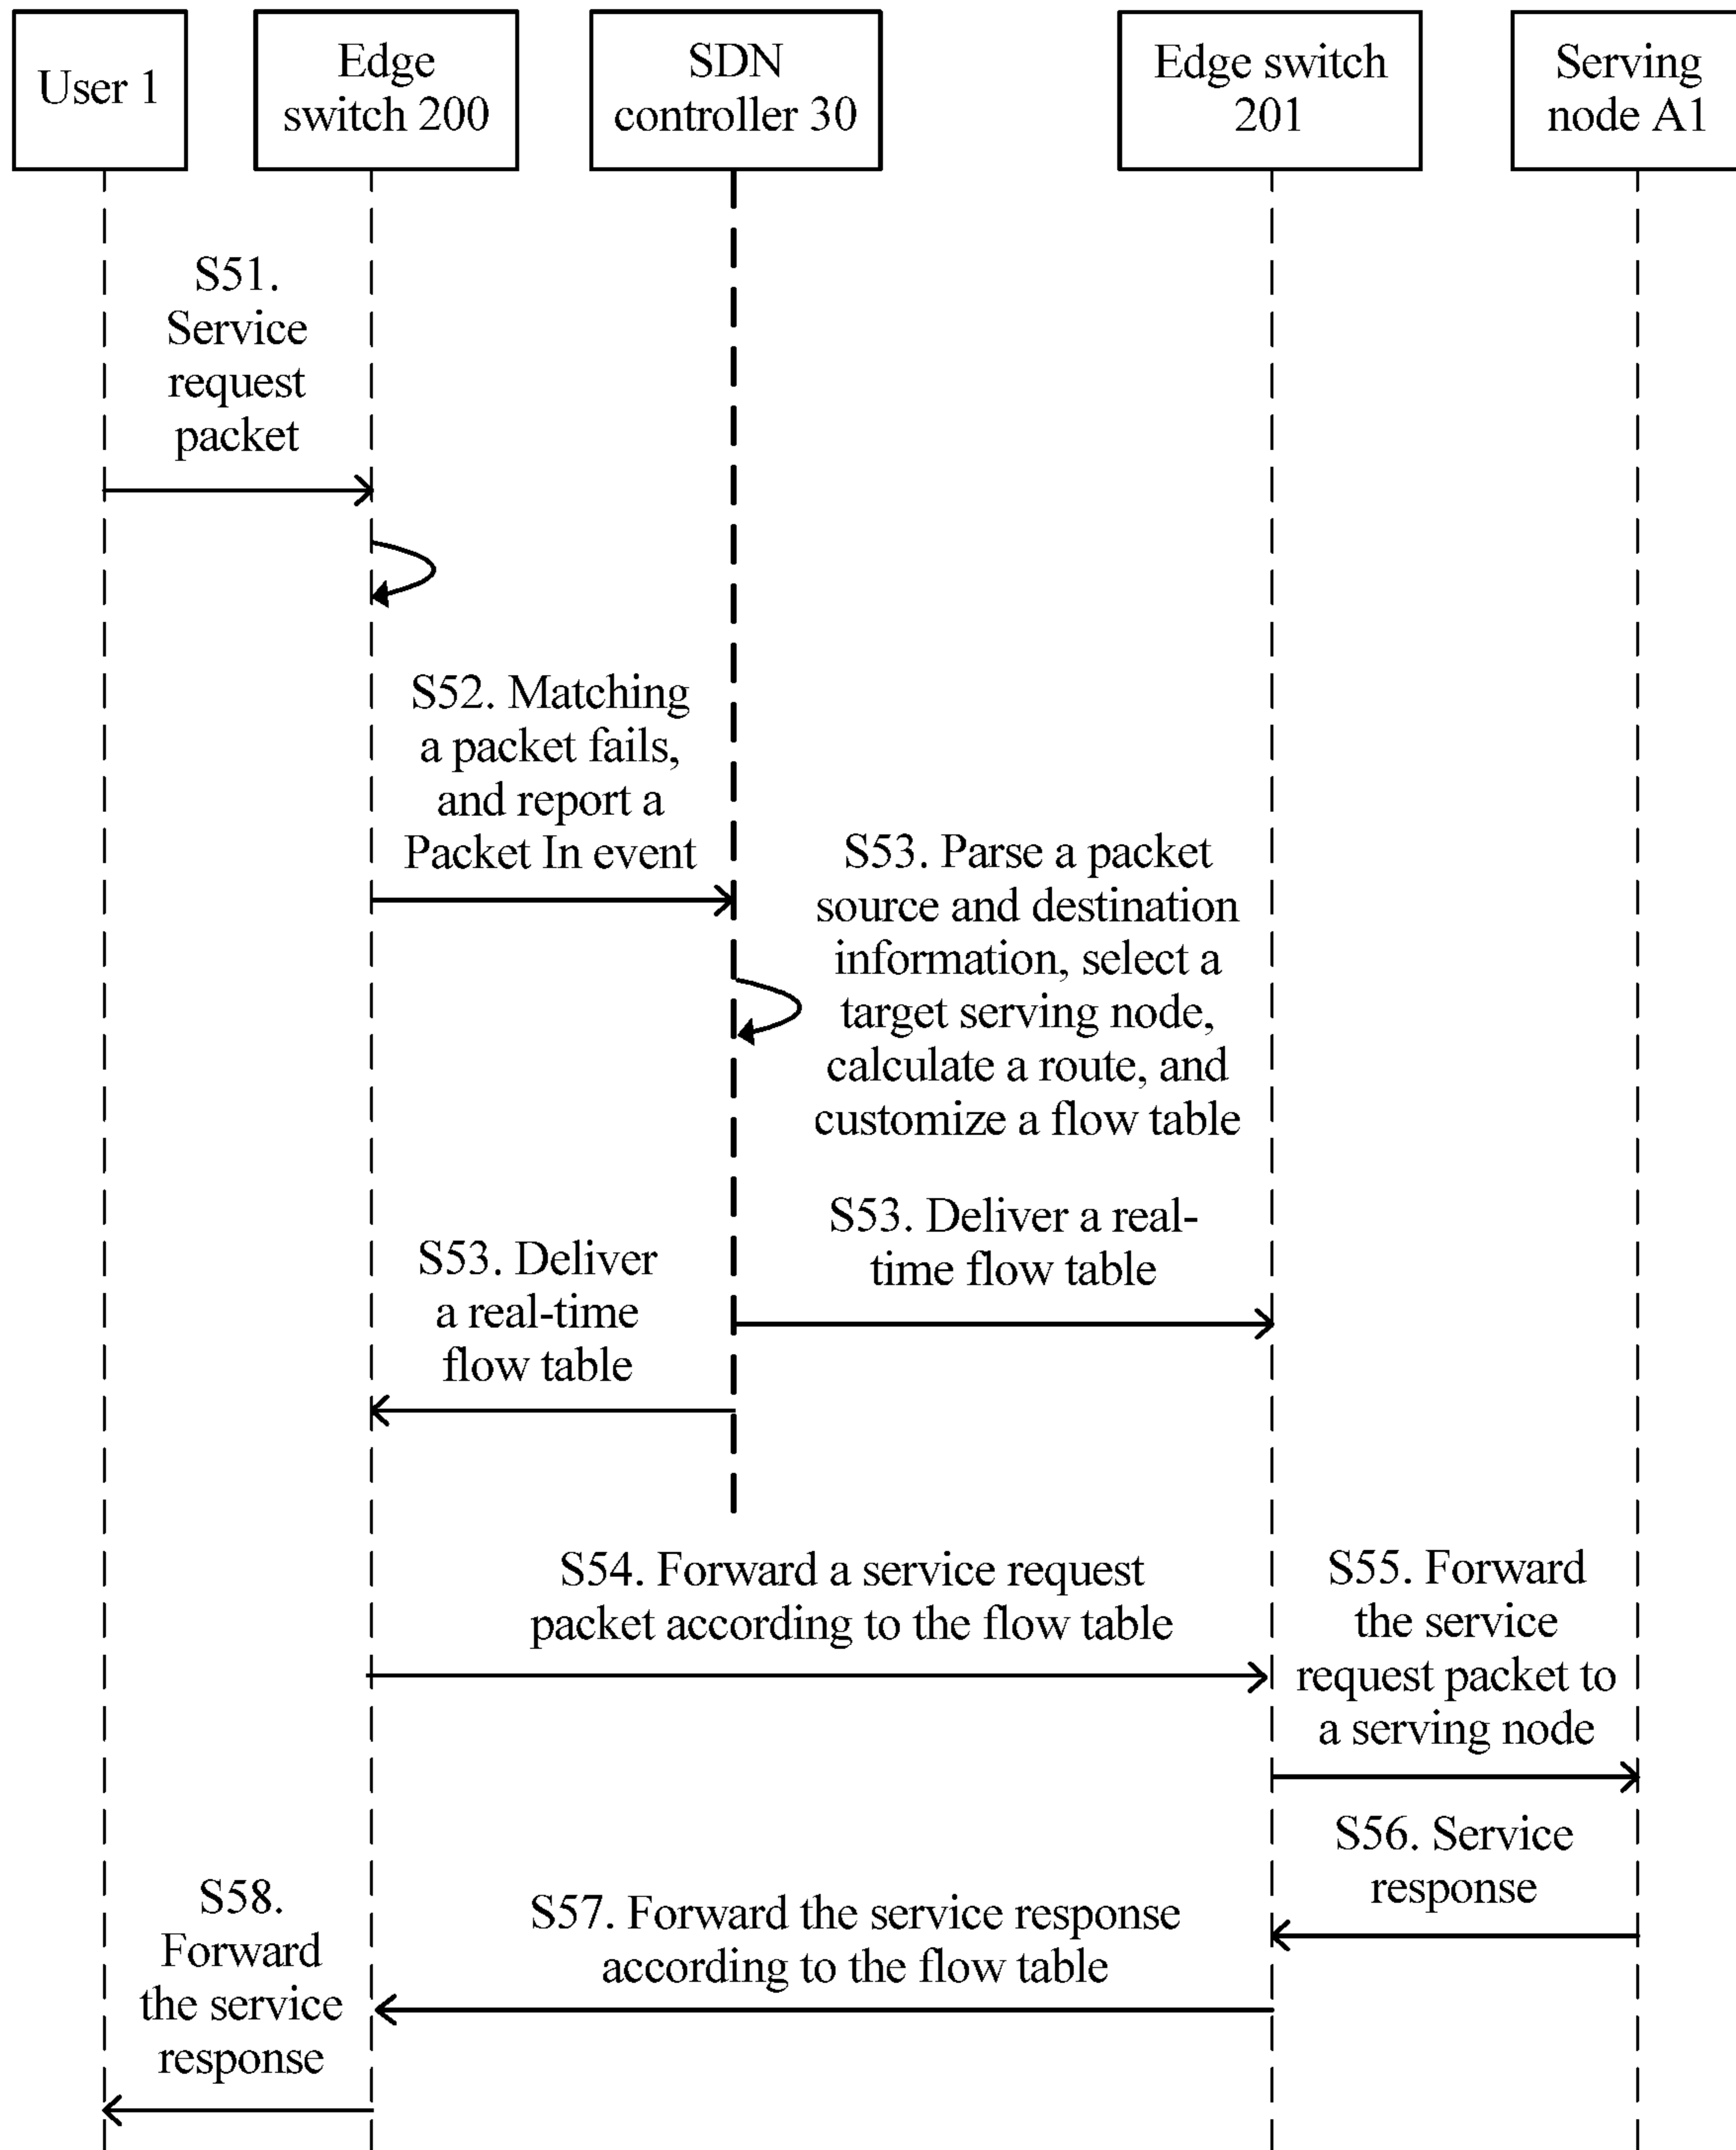 User 1
Edge
switch 200
SDN
controller 30
Edge switch
201
Serving
node A1
S51.
Service
request
packet
S52. Matching
a packet fails,
and report a
Packet In event
S53. Parse a packet
source and destination
information, select a
target serving node,
calculate a route, and
customize a flow table
S53. Deliver a real-
time flow table
S53. Deliver
a real-time
flow table
S54. Forward a service request
packet according to the flow table
S55. Forward
the service
request packet to
a serving node
S56. Service
response
S57. Forward the service response
according to the flow table
S58.
Forward
the service
response